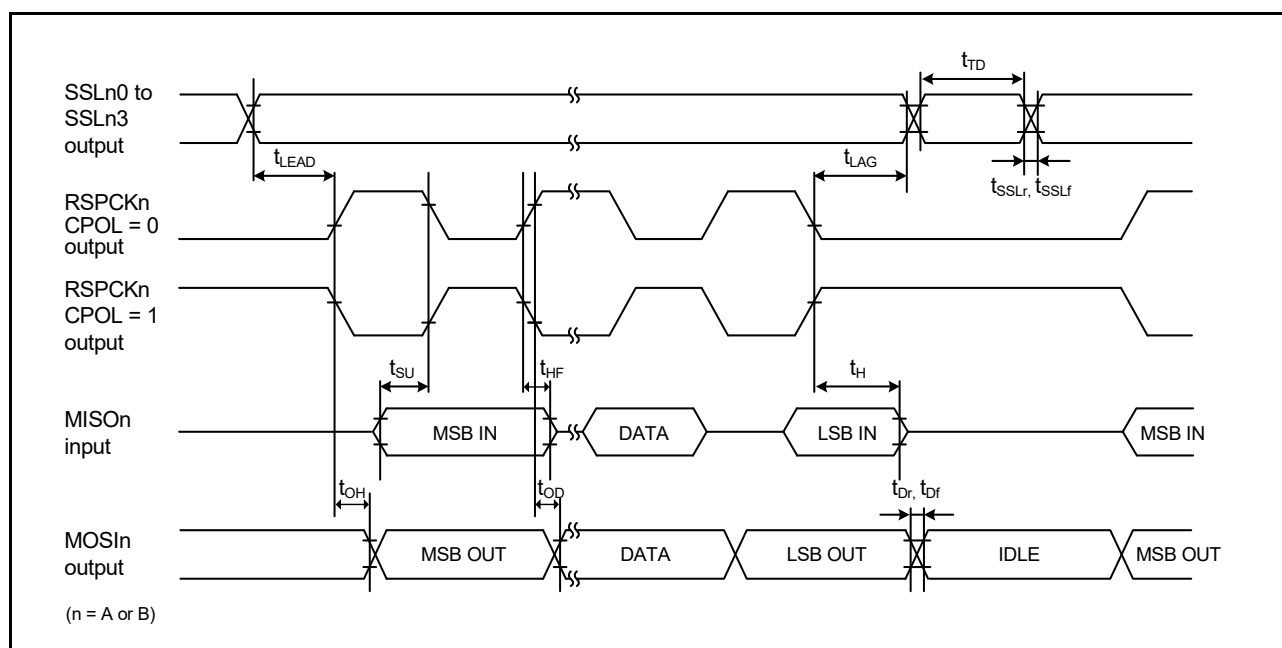 t_TD
SSLn0 to
SSLn3
output
t_LEAD
t_LAG
t_SSLr, t_SSLf
RSPCKn
CPOL = 0
output
RSPCKn
CPOL = 1
output
t_SU
t_HF
t_H
MISOn
input
MSB IN
DATA
LSB IN
MSB IN
t_OH
t_OD
t_Dr, t_Df
MOSIn
output
MSB OUT
DATA
LSB OUT
IDLE
MSB OUT
(n = A or B)